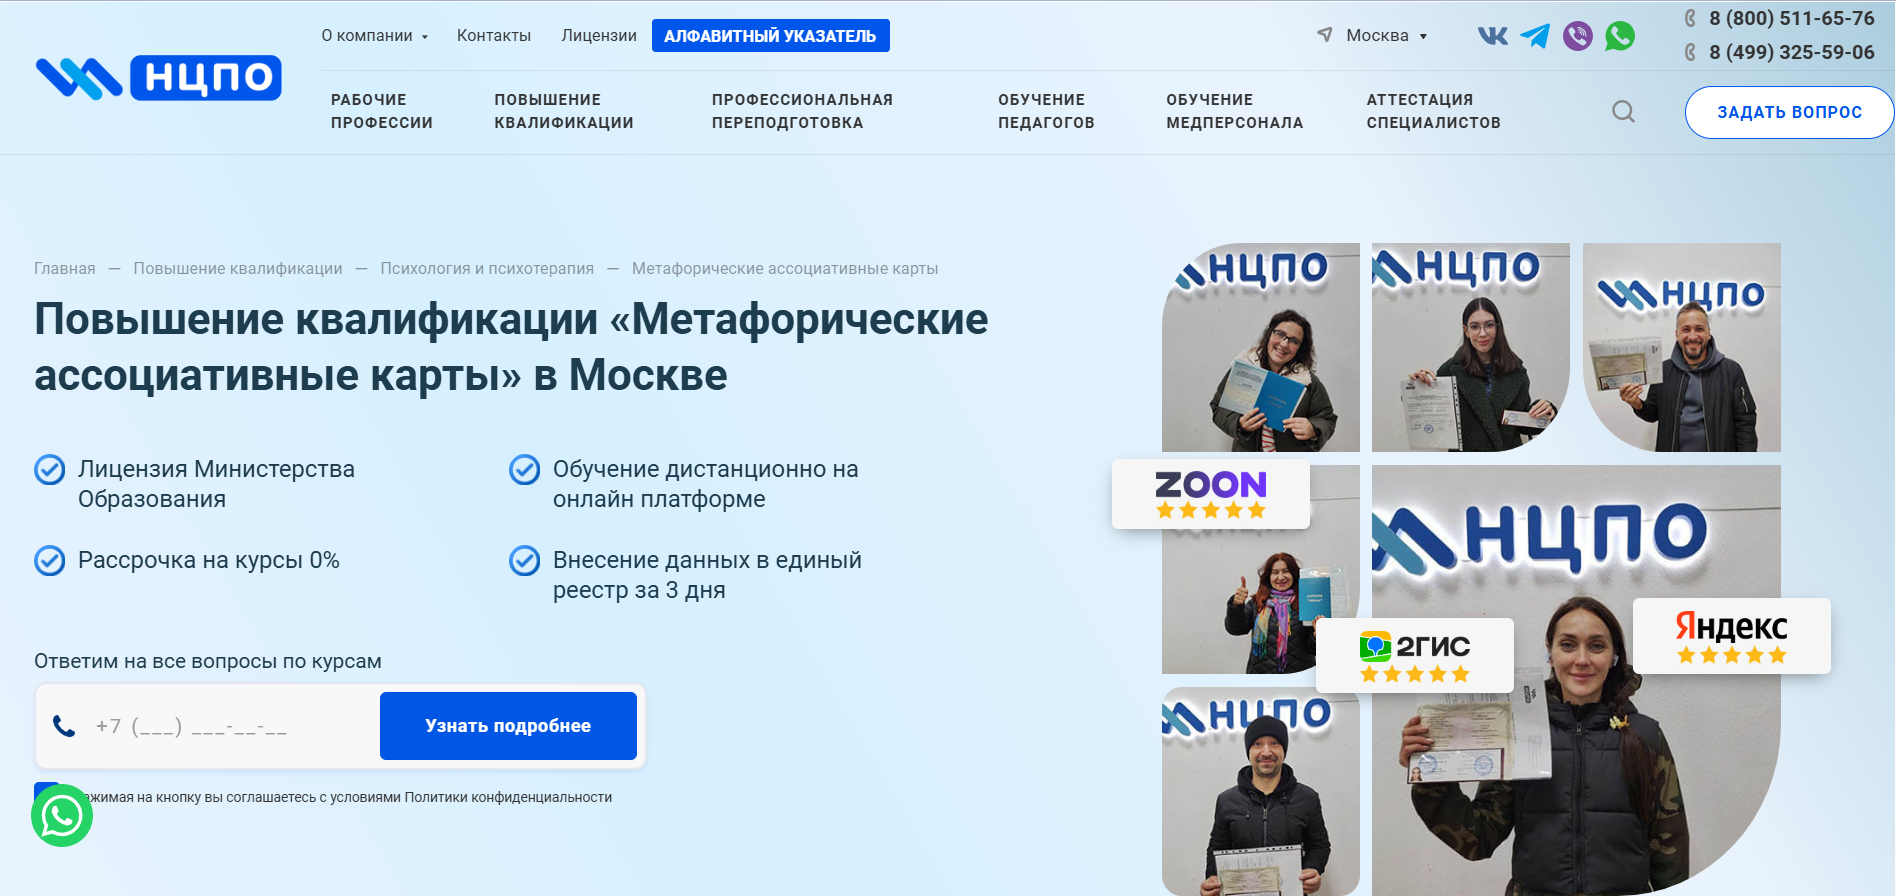 О компании
Контакты
Лицензии
АЛФАВИТНЫЙ УКАЗАТЕЛЬ
Москва
8 (800) 511-65-76
8 (499) 325-59-06
НЦПО
РАБОЧИЕ
ПРОФЕССИИ
ПОВЫШЕНИЕ
КВАЛИФИКАЦИИ
ПРОФЕССИОНАЛЬНАЯ
ПЕРЕПОДГОТОВКА
ОБУЧЕНИЕ
ПЕДАГОГОВ
ОБУЧЕНИЕ
МЕДПЕРСОНАЛА
АТТЕСТАЦИЯ
СПЕЦИАЛИСТОВ
ЗАДАТЬ ВОПРОС
Главная — Повышение квалификации — Психология и психотерапия — Метафорические ассоциативные карты
Повышение квалификации «Метафорические
ассоциативные карты» в Москве
Лицензия Министерства
Образования
Обучение дистанционно на
онлайн платформе
Рассрочка на курсы 0%
Внесение данных в единый
реестр за 3 дня
Ответим на все вопросы по курсам
+7 (___) ___-__-__
Узнать подробнее
ажимая на кнопку вы соглашаетесь с условиями Политики конфиденциальности
НЦПО
НЦПО
НЦПО
ZOON
НЦПО
2ГИС
Яндекс
НЦПО